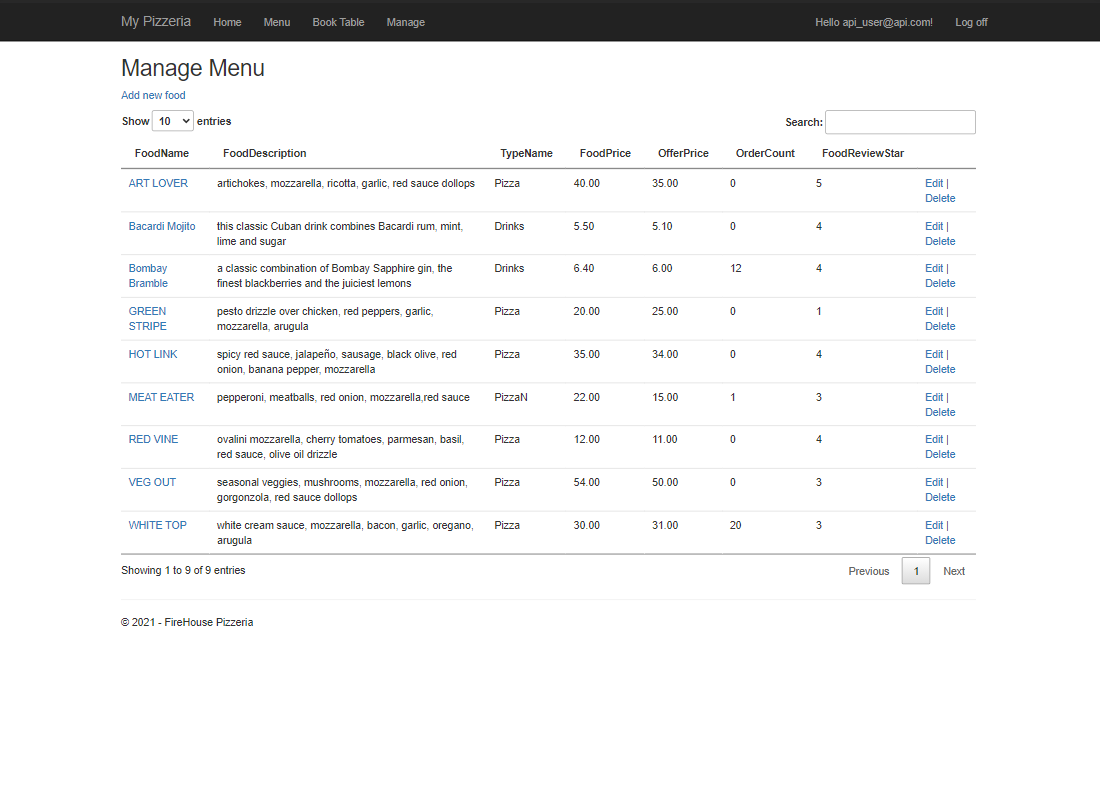 My Pizzeria Home Menu Book Table Manage Hello api_user@api.com! Log off
Manage Menu
Add new food
Show 10 entries Search:
FoodName FoodDescription TypeName FoodPrice OfferPrice OrderCount FoodReviewStar
ART LOVER artichokes, mozzarella, ricotta, garlic, red sauce dollops Pizza 40.00 35.00 0 5 Edit |
Delete
Bacardi Mojito this classic Cuban drink combines Bacardi rum, mint, Drinks 5.50 5.10 0 4 Edit |
lime and sugar Delete
Bombay a classic combination of Bombay Sapphire gin, the Drinks 6.40 6.00 12 4 Edit |
Bramble finest blackberries and the juiciest lemons Delete
GREEN pesto drizzle over chicken, red peppers, garlic, Pizza 20.00 25.00 0 1 Edit |
STRIPE mozzarella, arugula Delete
HOT LINK spicy red sauce, jalapeño, sausage, black olive, red Pizza 35.00 34.00 0 4 Edit |
onion, banana pepper, mozzarella Delete
MEAT EATER pepperoni, meatballs, red onion, mozzarella,red sauce PizzaN 22.00 15.00 1 3 Edit |
Delete
RED VINE ovalini mozzarella, cherry tomatoes, parmesan, basil, Pizza 12.00 11.00 0 4 Edit |
red sauce, olive oil drizzle Delete
VEG OUT seasonal veggies, mushrooms, mozzarella, red onion, Pizza 54.00 50.00 0 3 Edit |
gorgonzola, red sauce dollops Delete
WHITE TOP white cream sauce, mozzarella, bacon, garlic, oregano, Pizza 30.00 31.00 20 3 Edit |
arugula Delete
Showing 1 to 9 of 9 entries Previous 1 Next
© 2021 - FireHouse Pizzeria